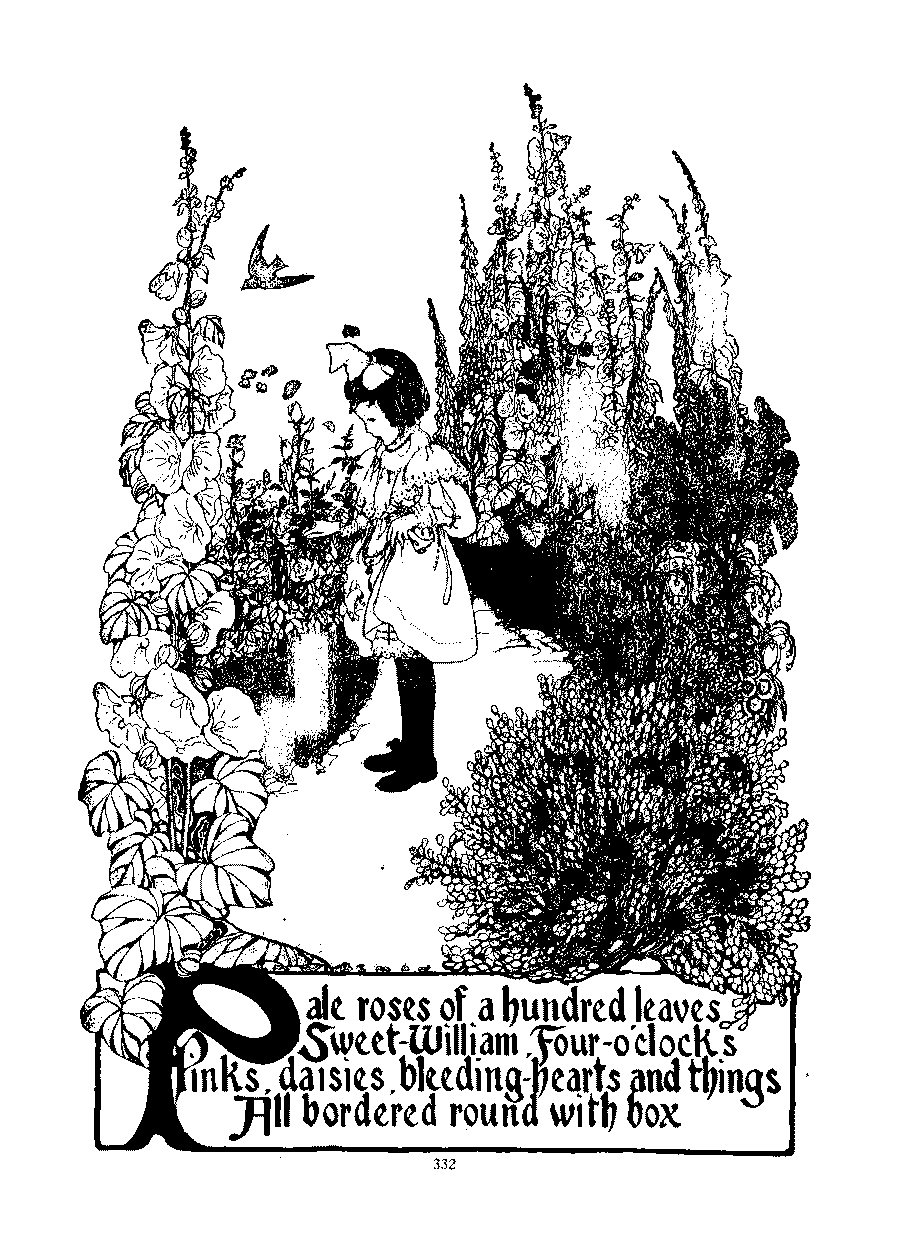 Pale roses of a hundred leaves,
Sweet-William, Four-o'clock's
Pinks, daisies, bleeding-hearts and things
All bordered round with box
332